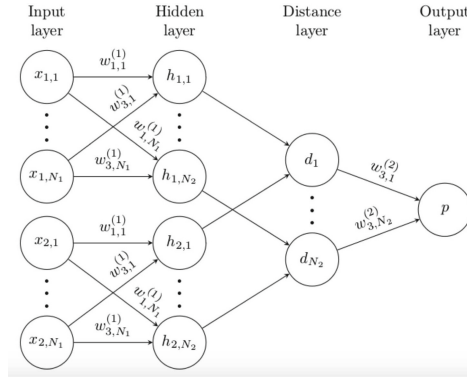 Input layer
Hidden layer
Distance layer
Output layer
x_{1,1}
w_{1,1}^{(1)}
h_{1,1}
w_{3,1}^{(1)}
w_{1,N_1}^{(1)}
x_{1,N_1}
w_{3,N_1}^{(1)}
h_{1,N_2}
d_1
w_{3,1}^{(2)}
p
x_{2,1}
w_{1,1}^{(1)}
h_{2,1}
w_{3,1}^{(1)}
w_{1,N_1}^{(1)}
d_{N_2}
w_{3,N_2}^{(2)}
x_{2,N_1}
w_{3,N_1}^{(1)}
h_{2,N_2}